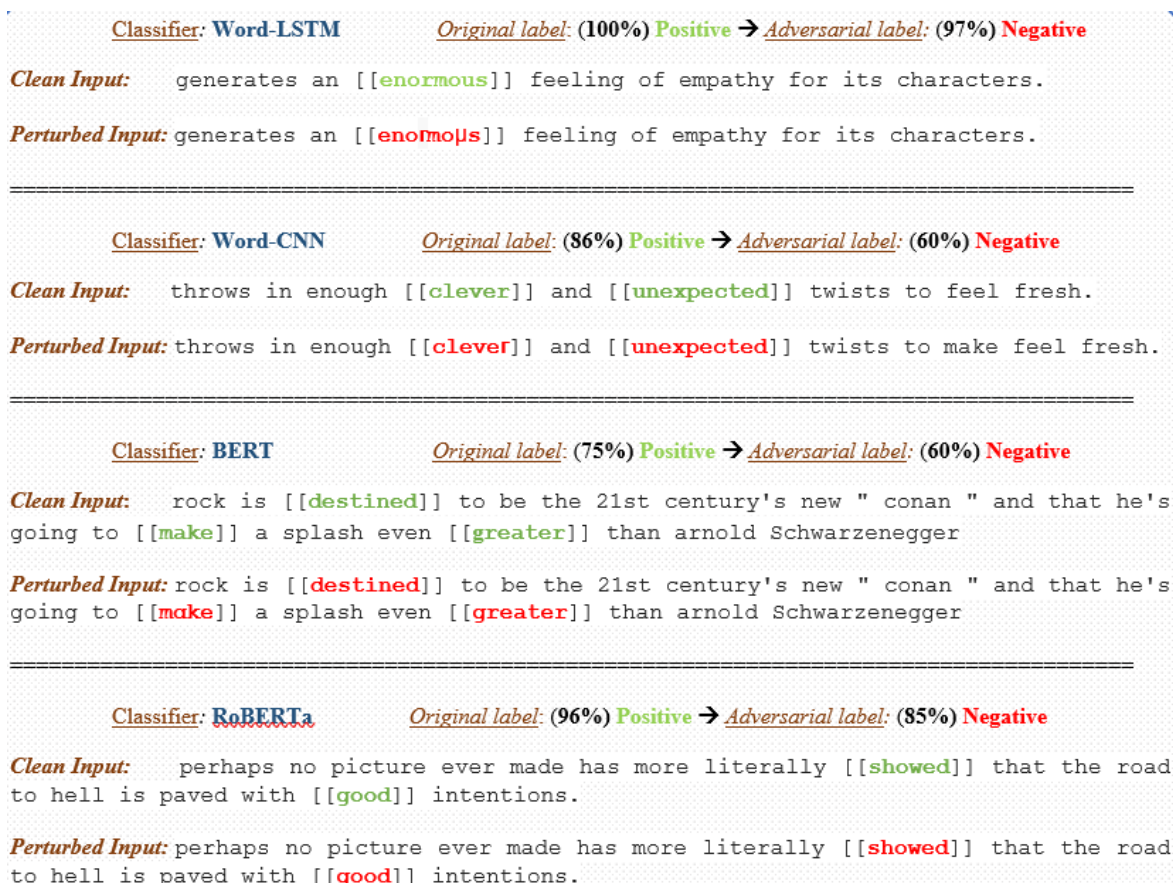 Classifier: Word-LSTM Original label: (100%) Positive → Adversarial label: (97%) Negative
Clean Input: generates an [[enormous]] feeling of empathy for its characters.
Perturbed Input: generates an [[enoгmoµs]] feeling of empathy for its characters.
================================================================================
Classifier: Word-CNN Original label: (86%) Positive → Adversarial label: (60%) Negative
Clean Input: throws in enough [[clever]] and [[unexpected]] twists to feel fresh.
Perturbed Input: throws in enough [[cleveг]] and [[unexpected]] twists to make feel fresh.
================================================================================
Classifier: BERT Original label: (75%) Positive → Adversarial label: (60%) Negative
Clean Input: rock is [[destined]] to be the 21st century's new " conan " and that he's
going to [[make]] a splash even [[greater]] than arnold Schwarzenegger
Perturbed Input: rock is [[destined]] to be the 21st century's new " conan " and that he's
going to [[mɑke]] a splash even [[greater]] than arnold Schwarzenegger
================================================================================
Classifier: RoBERTa Original label: (96%) Positive → Adversarial label: (85%) Negative
Clean Input: perhaps no picture ever made has more literally [[showed]] that the road
to hell is paved with [[good]] intentions.
Perturbed Input: perhaps no picture ever made has more literally [[showed]] that the road
to hell is paved with [[good]] intentions.